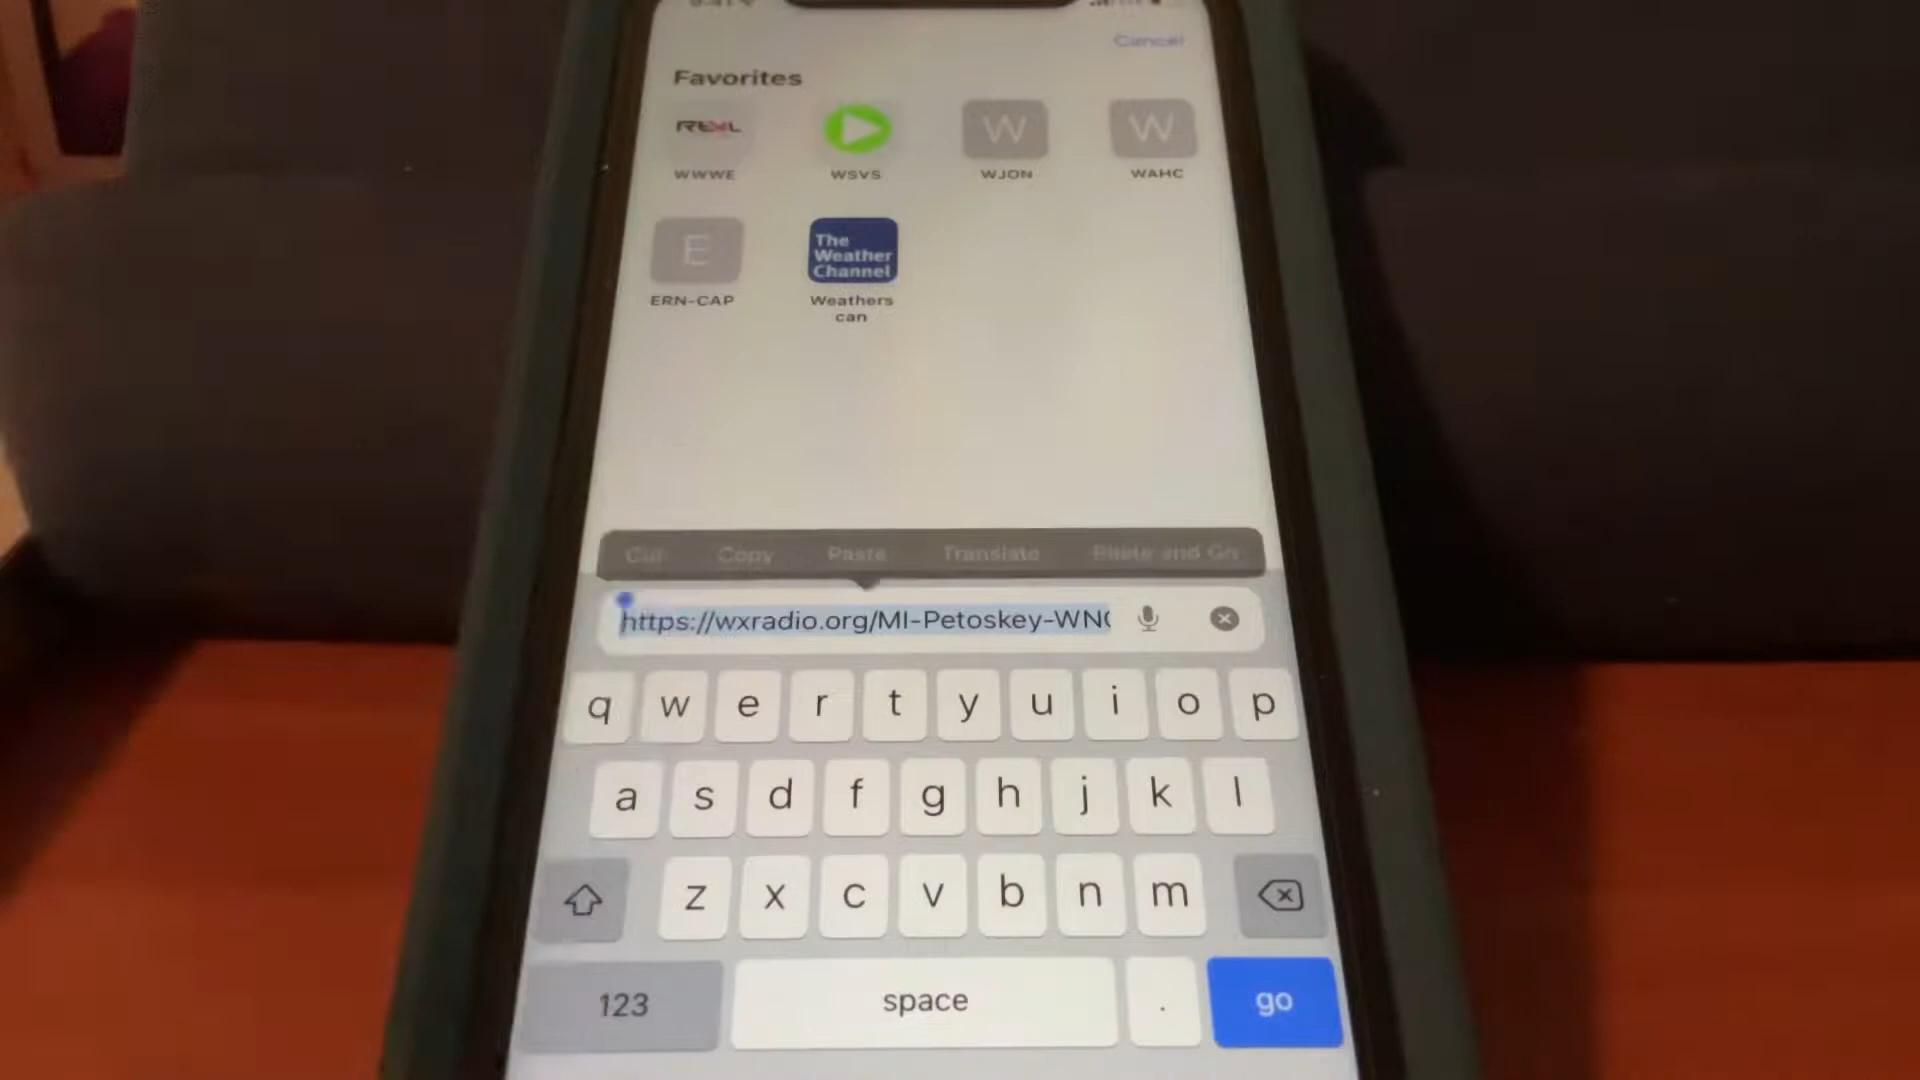 Cancel
Favorites
W W
WWWE WSVS WJON WAHC
E The
Weather
Channel
ERN-CAP Weathers
can
Cut Copy Paste Translate Paste and Go
https://wxradio.org/MI-Petoskey-WN
q w e r t y u i o p
a s d f g h j k l
z x c v b n m
123 space . go